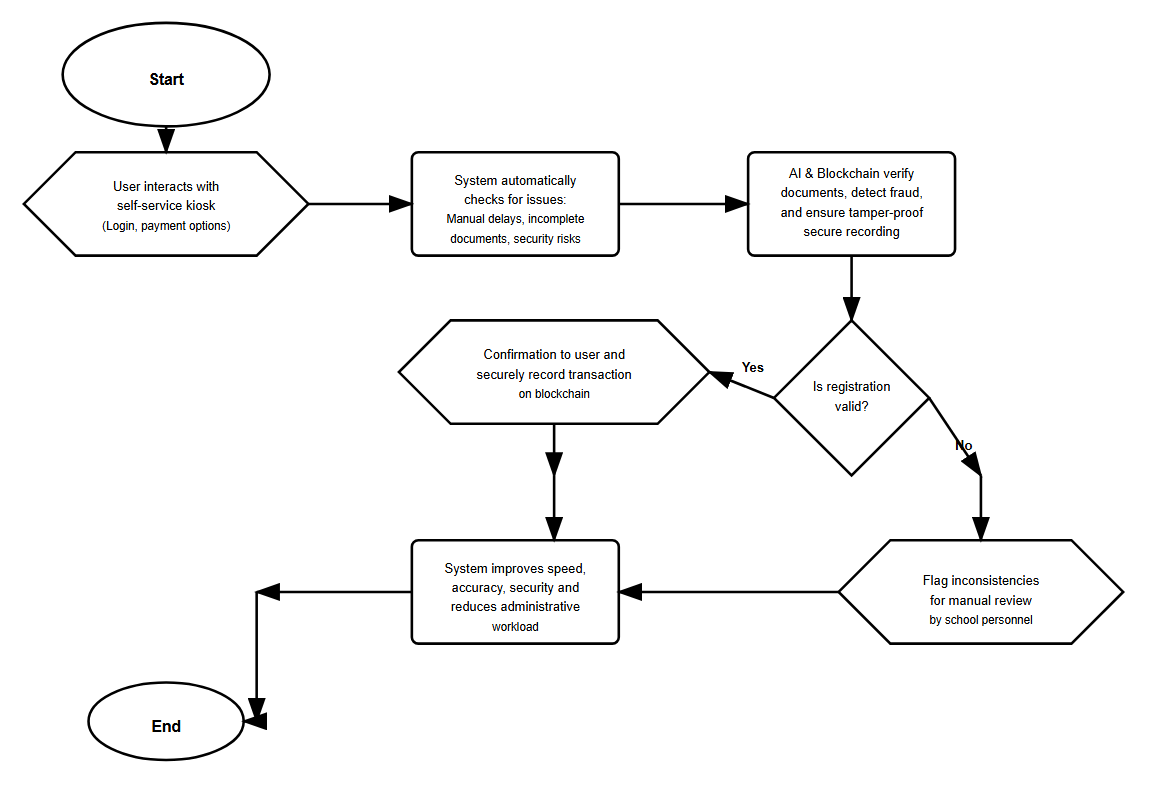 Start
User interacts with
self-service kiosk
(Login, payment options)
System automatically
checks for issues:
Manual delays, incomplete
documents, security risks
AI & Blockchain verify
documents, detect fraud,
and ensure tamper-proof
secure recording
Is registration
valid?
Yes
Confirmation to user and
securely record transaction
on blockchain
No
Flag inconsistencies
for manual review
by school personnel
System improves speed,
accuracy, security and
reduces administrative
workload
End